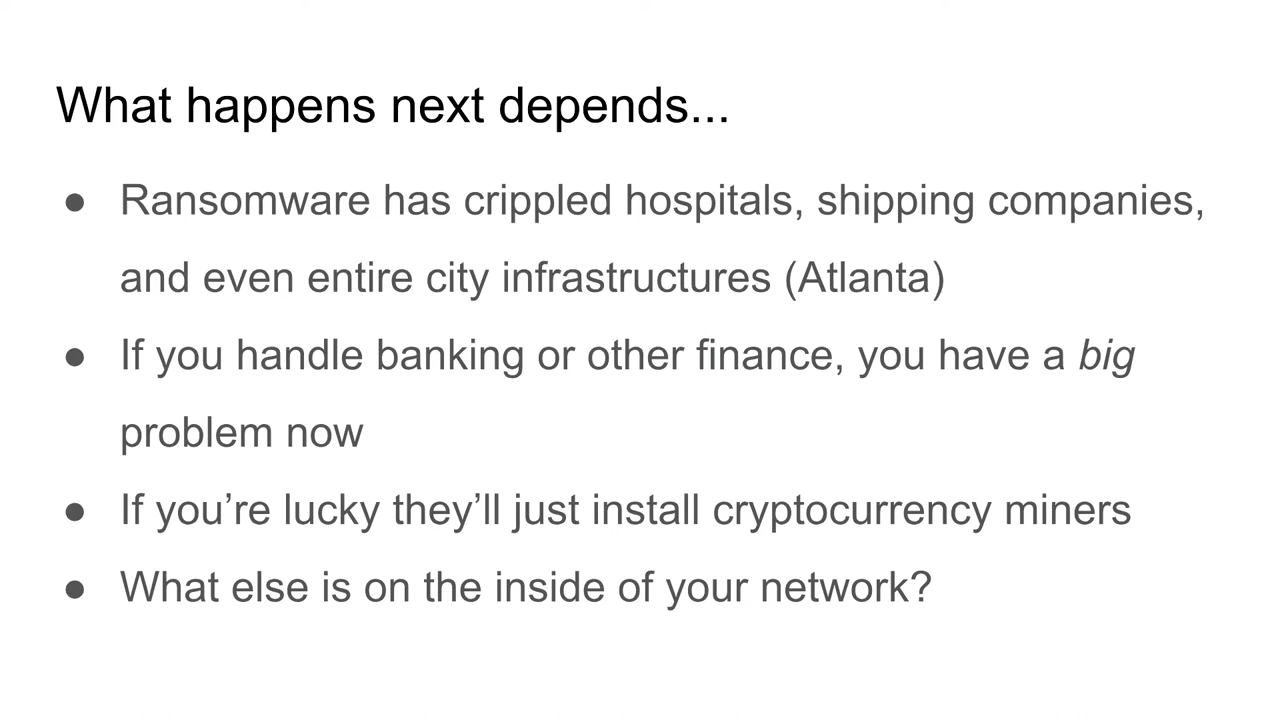 What happens next depends...
● Ransomware has crippled hospitals, shipping companies,
and even entire city infrastructures (Atlanta)
● If you handle banking or other finance, you have a big
problem now
● If you’re lucky they’ll just install cryptocurrency miners
● What else is on the inside of your network?